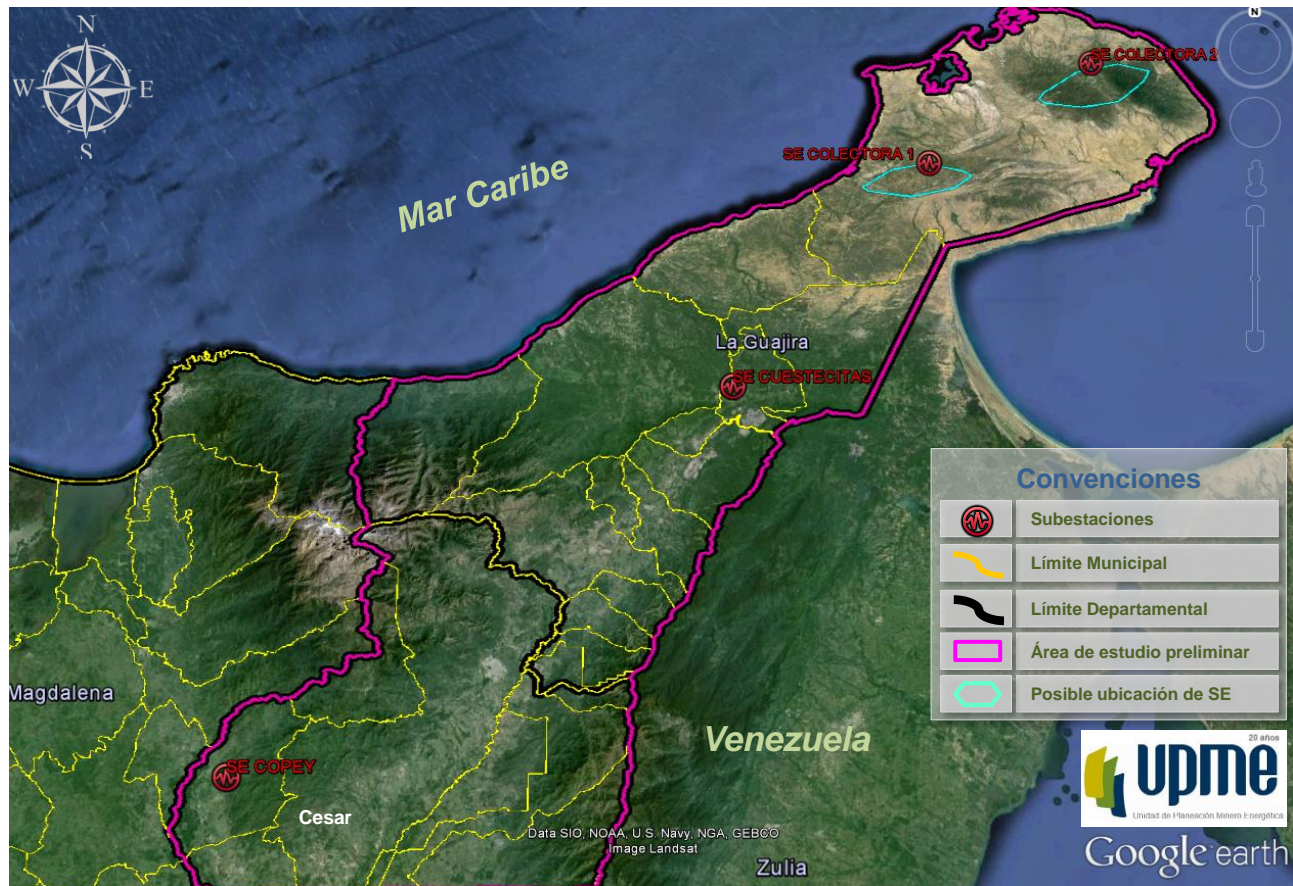 N
W
E
S
N
SE COLECTORA 2
SE COLECTORA 1
Mar Caribe
La Guajira
SE CUESTECITAS
Convenciones
Subestaciones
Límite Municipal
Límite Departamental
Área de estudio preliminar
Posible ubicación de SE
Magdalena
Venezuela
SE COPEY
Cesar
20 años
upme
Unidad de Planeación Minero Energética
Data SIO, NOAA, U.S. Navy, NGA, GEBCO
Image Landsat
Google earth
Zulia